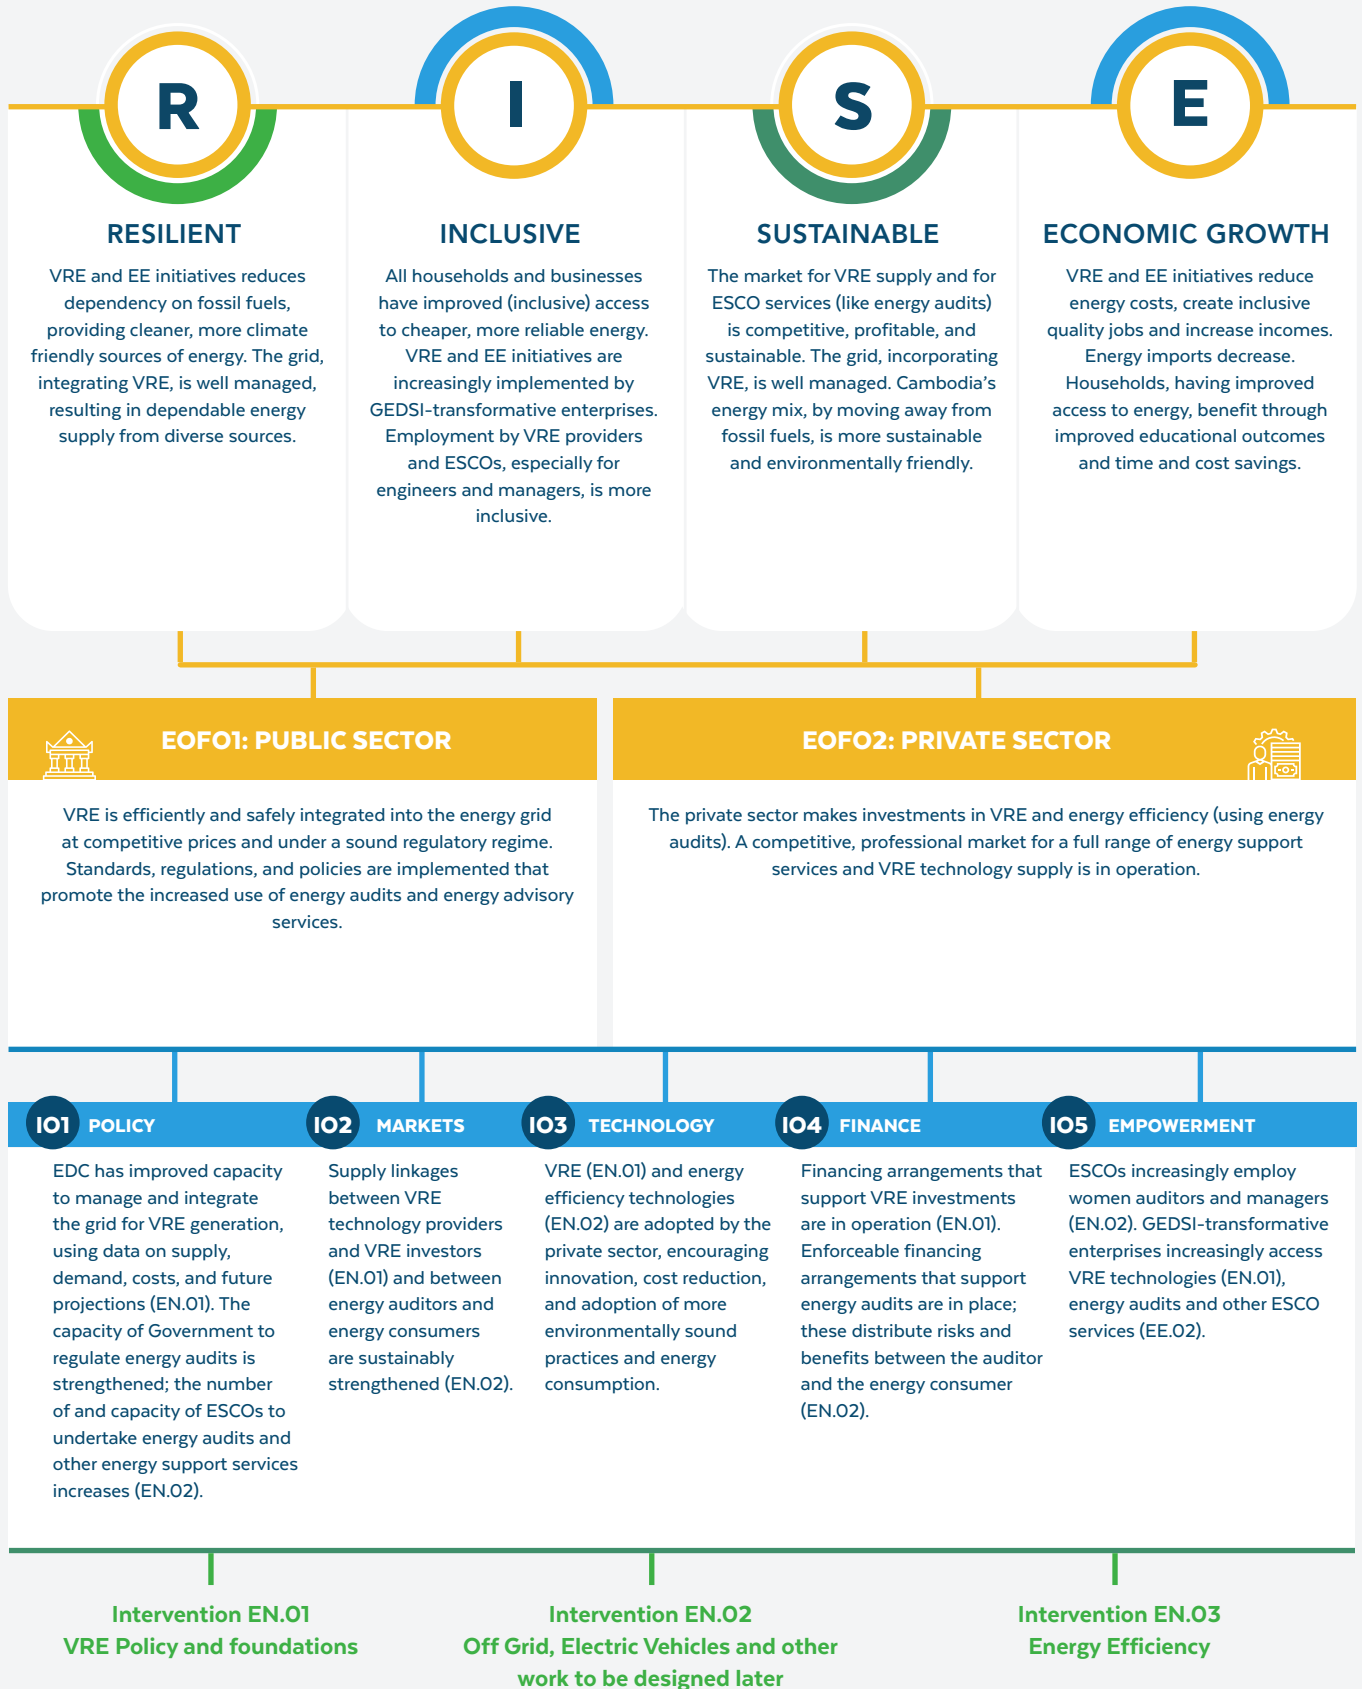 R
I
S
E
RESILIENT
VRE and EE initiatives reduces
dependency on fossil fuels,
providing cleaner, more climate
friendly sources of energy. The grid,
integrating VRE, is well managed,
resulting in dependable energy
supply from diverse sources.
INCLUSIVE
All households and businesses
have improved (inclusive) access
to cheaper, more reliable energy.
VRE and EE initiatives are
increasingly implemented by
GEDSI-transformative enterprises.
Employment by VRE providers
and ESCOs, especially for
engineers and managers, is more
inclusive.
SUSTAINABLE
The market for VRE supply and for
ESCO services (like energy audits)
is competitive, profitable, and
sustainable. The grid, incorporating
VRE, is well managed. Cambodia's
energy mix, by moving away from
fossil fuels, is more sustainable
and environmentally friendly.
ECONOMIC GROWTH
VRE and EE initiatives reduce
energy costs, create inclusive
quality jobs and increase incomes.
Energy imports decrease.
Households, having improved
access to energy, benefit through
improved educational outcomes
and time and cost savings.
EOFO1: PUBLIC SECTOR
VRE is efficiently and safely integrated into the energy grid
at competitive prices and under a sound regulatory regime.
Standards, regulations, and policies are implemented that
promote the increased use of energy audits and energy advisory
services.
EOFO2: PRIVATE SECTOR
The private sector makes investments in VRE and energy efficiency (using energy
audits). A competitive, professional market for a full range of energy support
services and VRE technology supply is in operation.
IO1 POLICY
EDC has improved capacity
to manage and integrate
the grid for VRE generation,
using data on supply,
demand, costs, and future
projections (EN.01). The
capacity of Government to
regulate energy audits is
strengthened; the number
of and capacity of ESCOs to
undertake energy audits and
other energy support services
increases (EN.02).
IO2 MARKETS
Supply linkages
between VRE
technology providers
and VRE investors
(EN.01) and between
energy auditors and
energy consumers
are sustainably
strengthened (EN.02).
IO3 TECHNOLOGY
VRE (EN.01) and energy
efficiency technologies
(EN.02) are adopted by the
private sector, encouraging
innovation, cost reduction,
and adoption of more
environmentally sound
practices and energy
consumption.
IO4 FINANCE
Financing arrangements that
support VRE investments
are in operation (EN.01).
Enforceable financing
arrangements that support
energy audits are in place;
these distribute risks and
benefits between the auditor
and the energy consumer
(EN.02).
IO5 EMPOWERMENT
ESCOs increasingly employ
women auditors and managers
(EN.02). GEDSI-transformative
enterprises increasingly access
VRE technologies (EN.01),
energy audits and other ESCO
services (EE.02).
Intervention EN.01
VRE Policy and foundations
Intervention EN.02
Off Grid, Electric Vehicles and other
work to be designed later
Intervention EN.03
Energy Efficiency